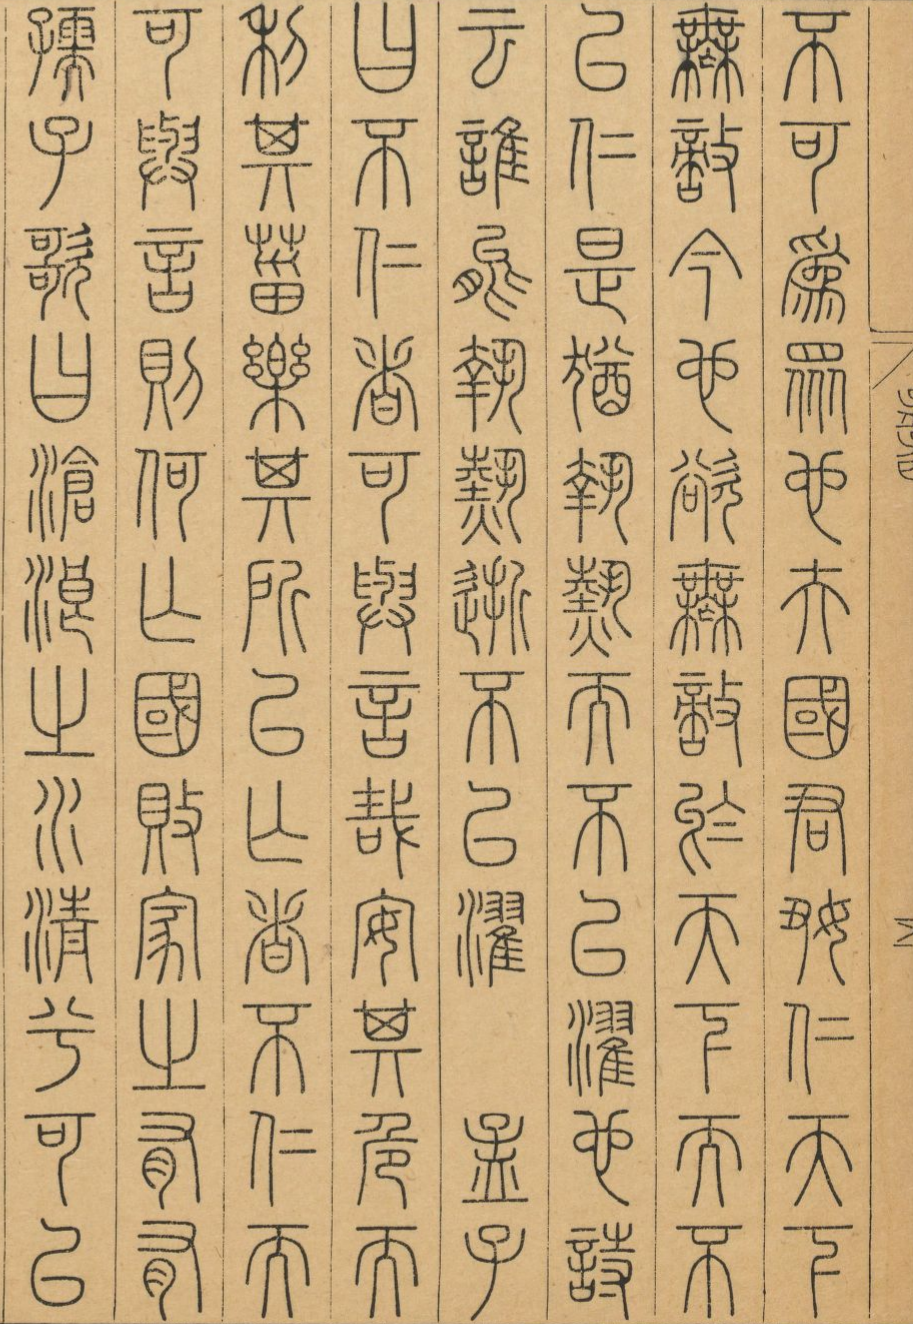 不可爲眾也夫國君好仁天下
無敵今也欲無敵於天下而不
以仁是猶執熱而不以濯也詩
云誰能執熱逝不以濯　孟子
曰不仁者可與言哉安其危而
利其菑樂其所以亡者不仁而
可與言則何亡國敗家之有有
孺子歌曰滄浪之水清兮可以